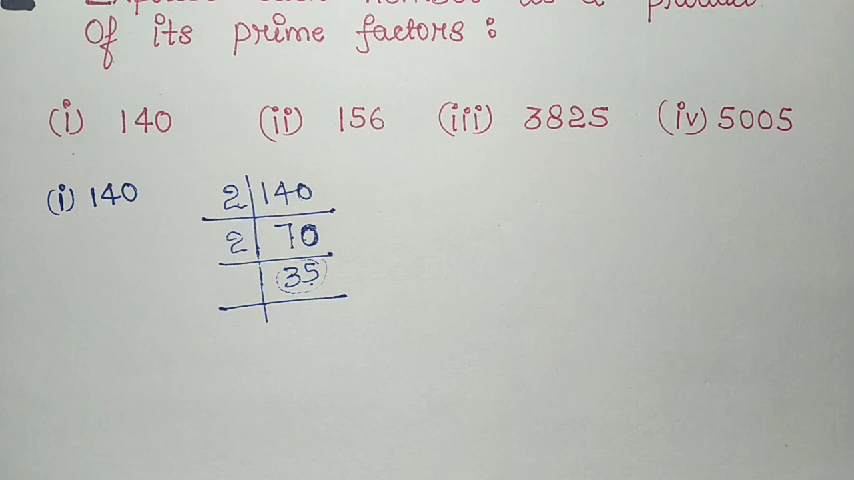 Of its prime factors :
(i) 140 (ii) 156 (iii) 3825 (iv) 5005
(i) 140
2 140
2 70
35